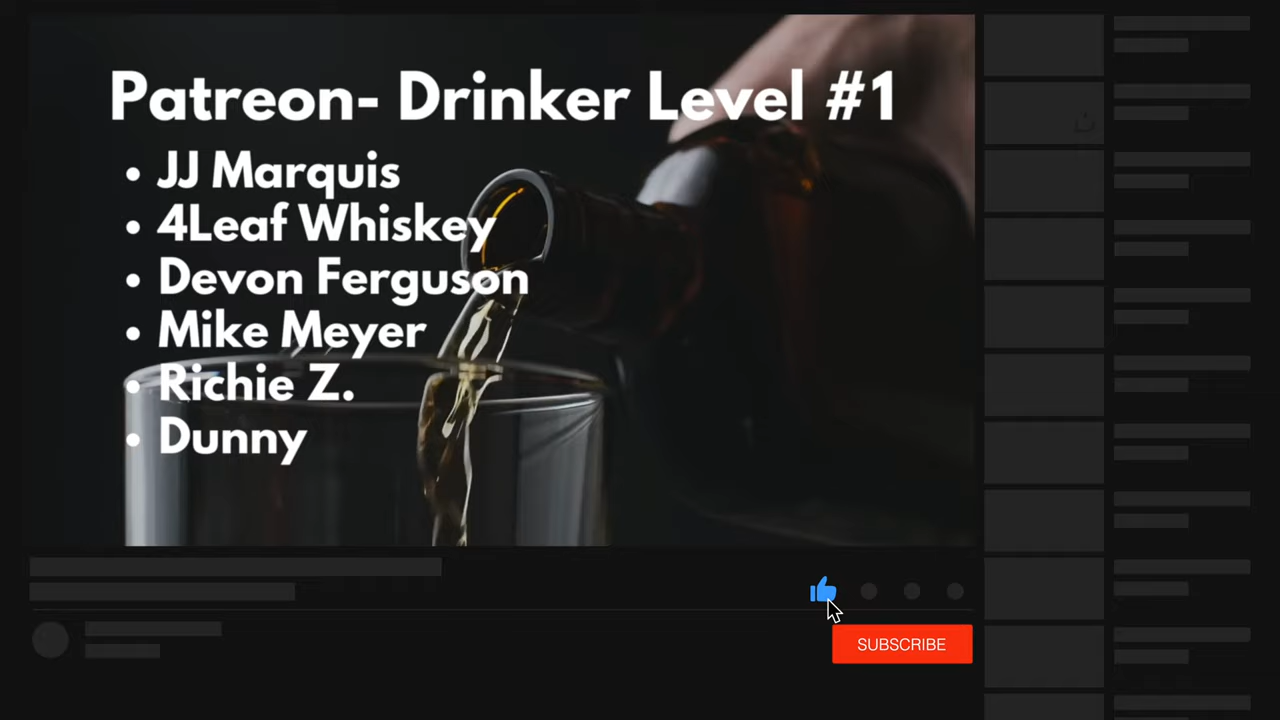 Patreon- Drinker Level #1
• JJ Marquis
• 4Leaf Whiskey
• Devon Ferguson
• Mike Meyer
• Richie Z.
• Dunny
SUBSCRIBE